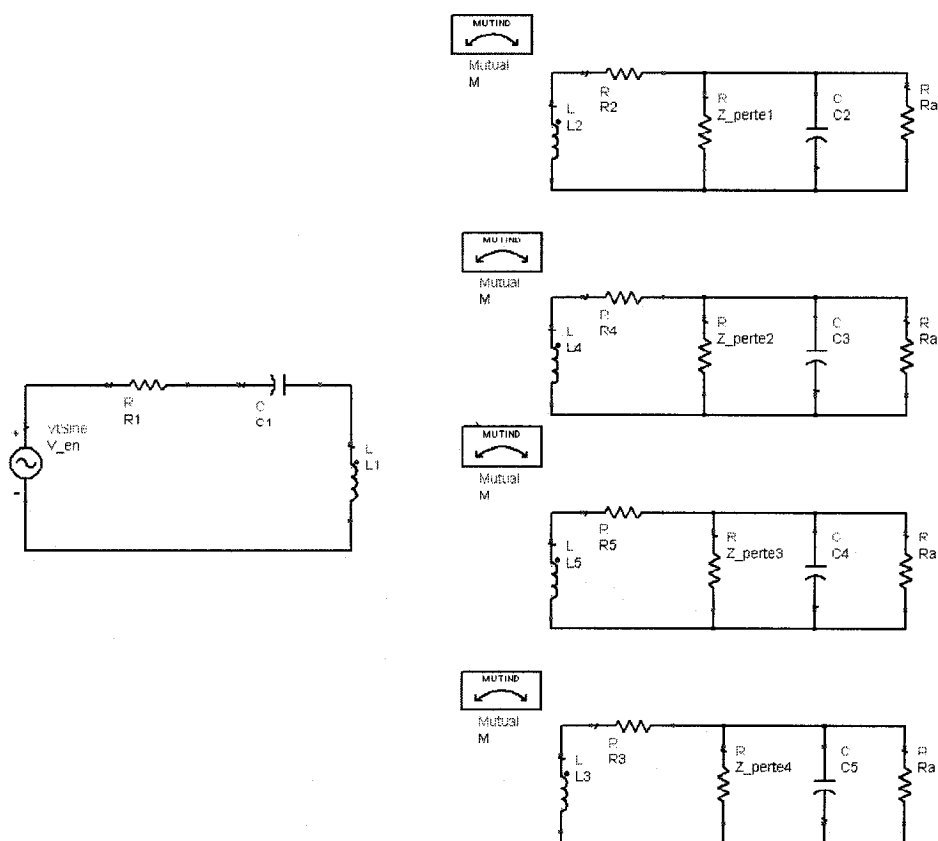 MUTIND
Mutual
M
R
R2
L
L2
R
Z_perte1
C
C2
R
Ra
MUTIND
Mutual
M
R
R4
L
L4
R
Z_perte2
C
C3
R
Ra
R
R1
C
C1
VtSine
V_en
+
-
L
L1
MUTIND
Mutual
M
R
R5
L
L5
R
Z_perte3
C
C4
R
Ra
MUTIND
Mutual
M
R
R3
L
L3
R
Z_perte4
C
C5
R
Ra